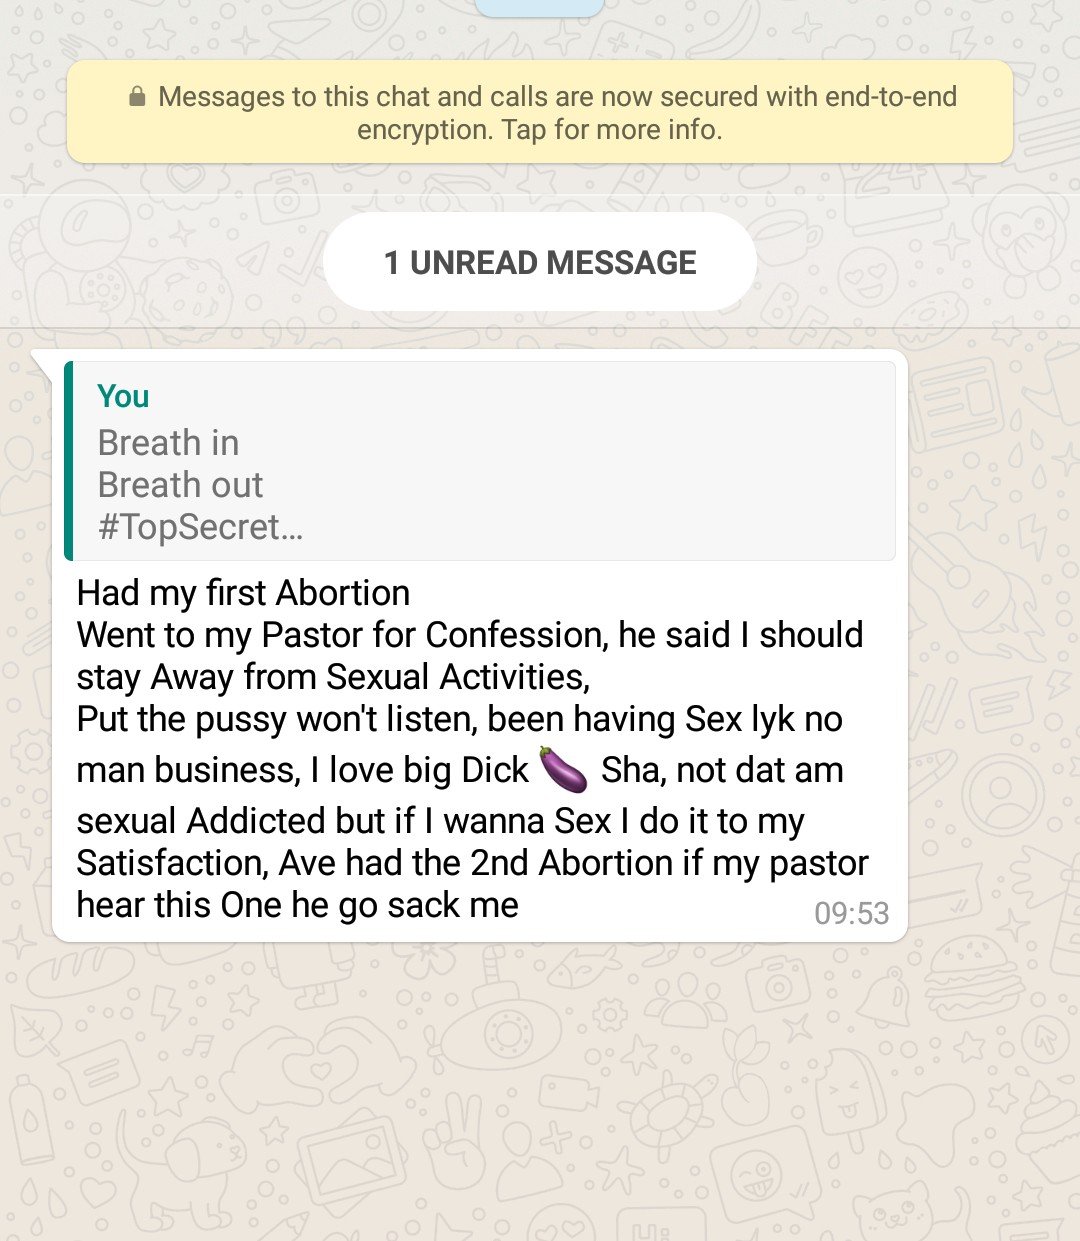 Messages to this chat and calls are now secured with end-to-end
encryption. Tap for more info.
1 UNREAD MESSAGE
You
Breath in
Breath out
#TopSecret...
Had my first Abortion
Went to my Pastor for Confession, he said I should
stay Away from Sexual Activities,
Put the pussy won't listen, been having Sex lyk no
man business, I love big Dick 🍆 Sha, not dat am
sexual Addicted but if I wanna Sex I do it to my
Satisfaction, Ave had the 2nd Abortion if my pastor
hear this One he go sack me
09:53